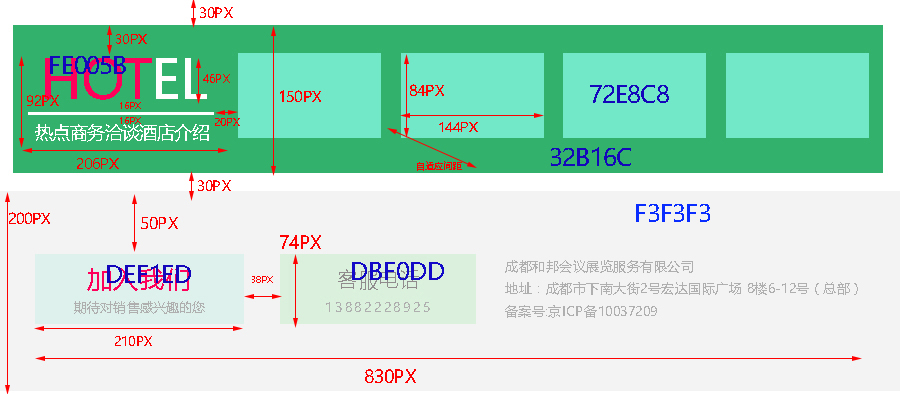 30PX
30PX
FE005B
HOTEL
46PX
92PX
16PX
16PX
20PX
热点商务洽谈酒店介绍
206PX
150PX
84PX
144PX
72E8C8
自适应间距
32B16C
30PX
200PX
50PX
F3F3F3
74PX
加入我们
DEF1ED
期待对销售感兴趣的您
38PX
客服电话
DBF0DD
13882228925
210PX
成都和邦会议展览服务有限公司
地址：成都市下南大街2号宏达国际广场 8楼6-12号（总部）
备案号:京ICP备10037209
830PX